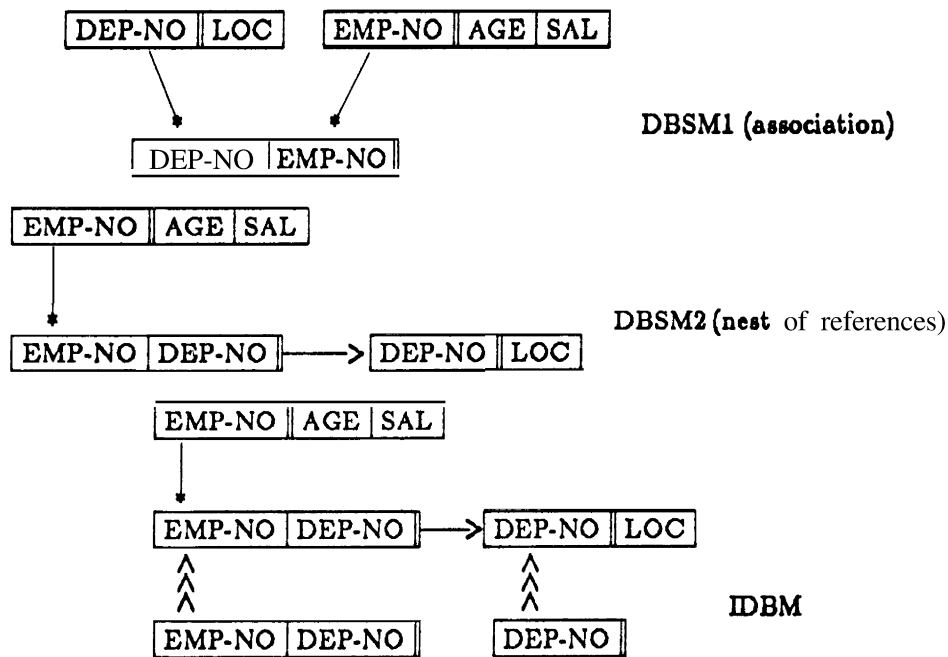 DEP-NO LOC EMP-NO AGE SAL
DBSM1 (association)
DEP-NO EMP-NO
EMP-NO AGE SAL
DBSM2 (nest of references)
EMP-NO DEP-NO DEP-NO LOC
EMP-NO AGE SAL
EMP-NO DEP-NO DEP-NO LOC
IDBM
EMP-NO DEP-NO DEP-NO